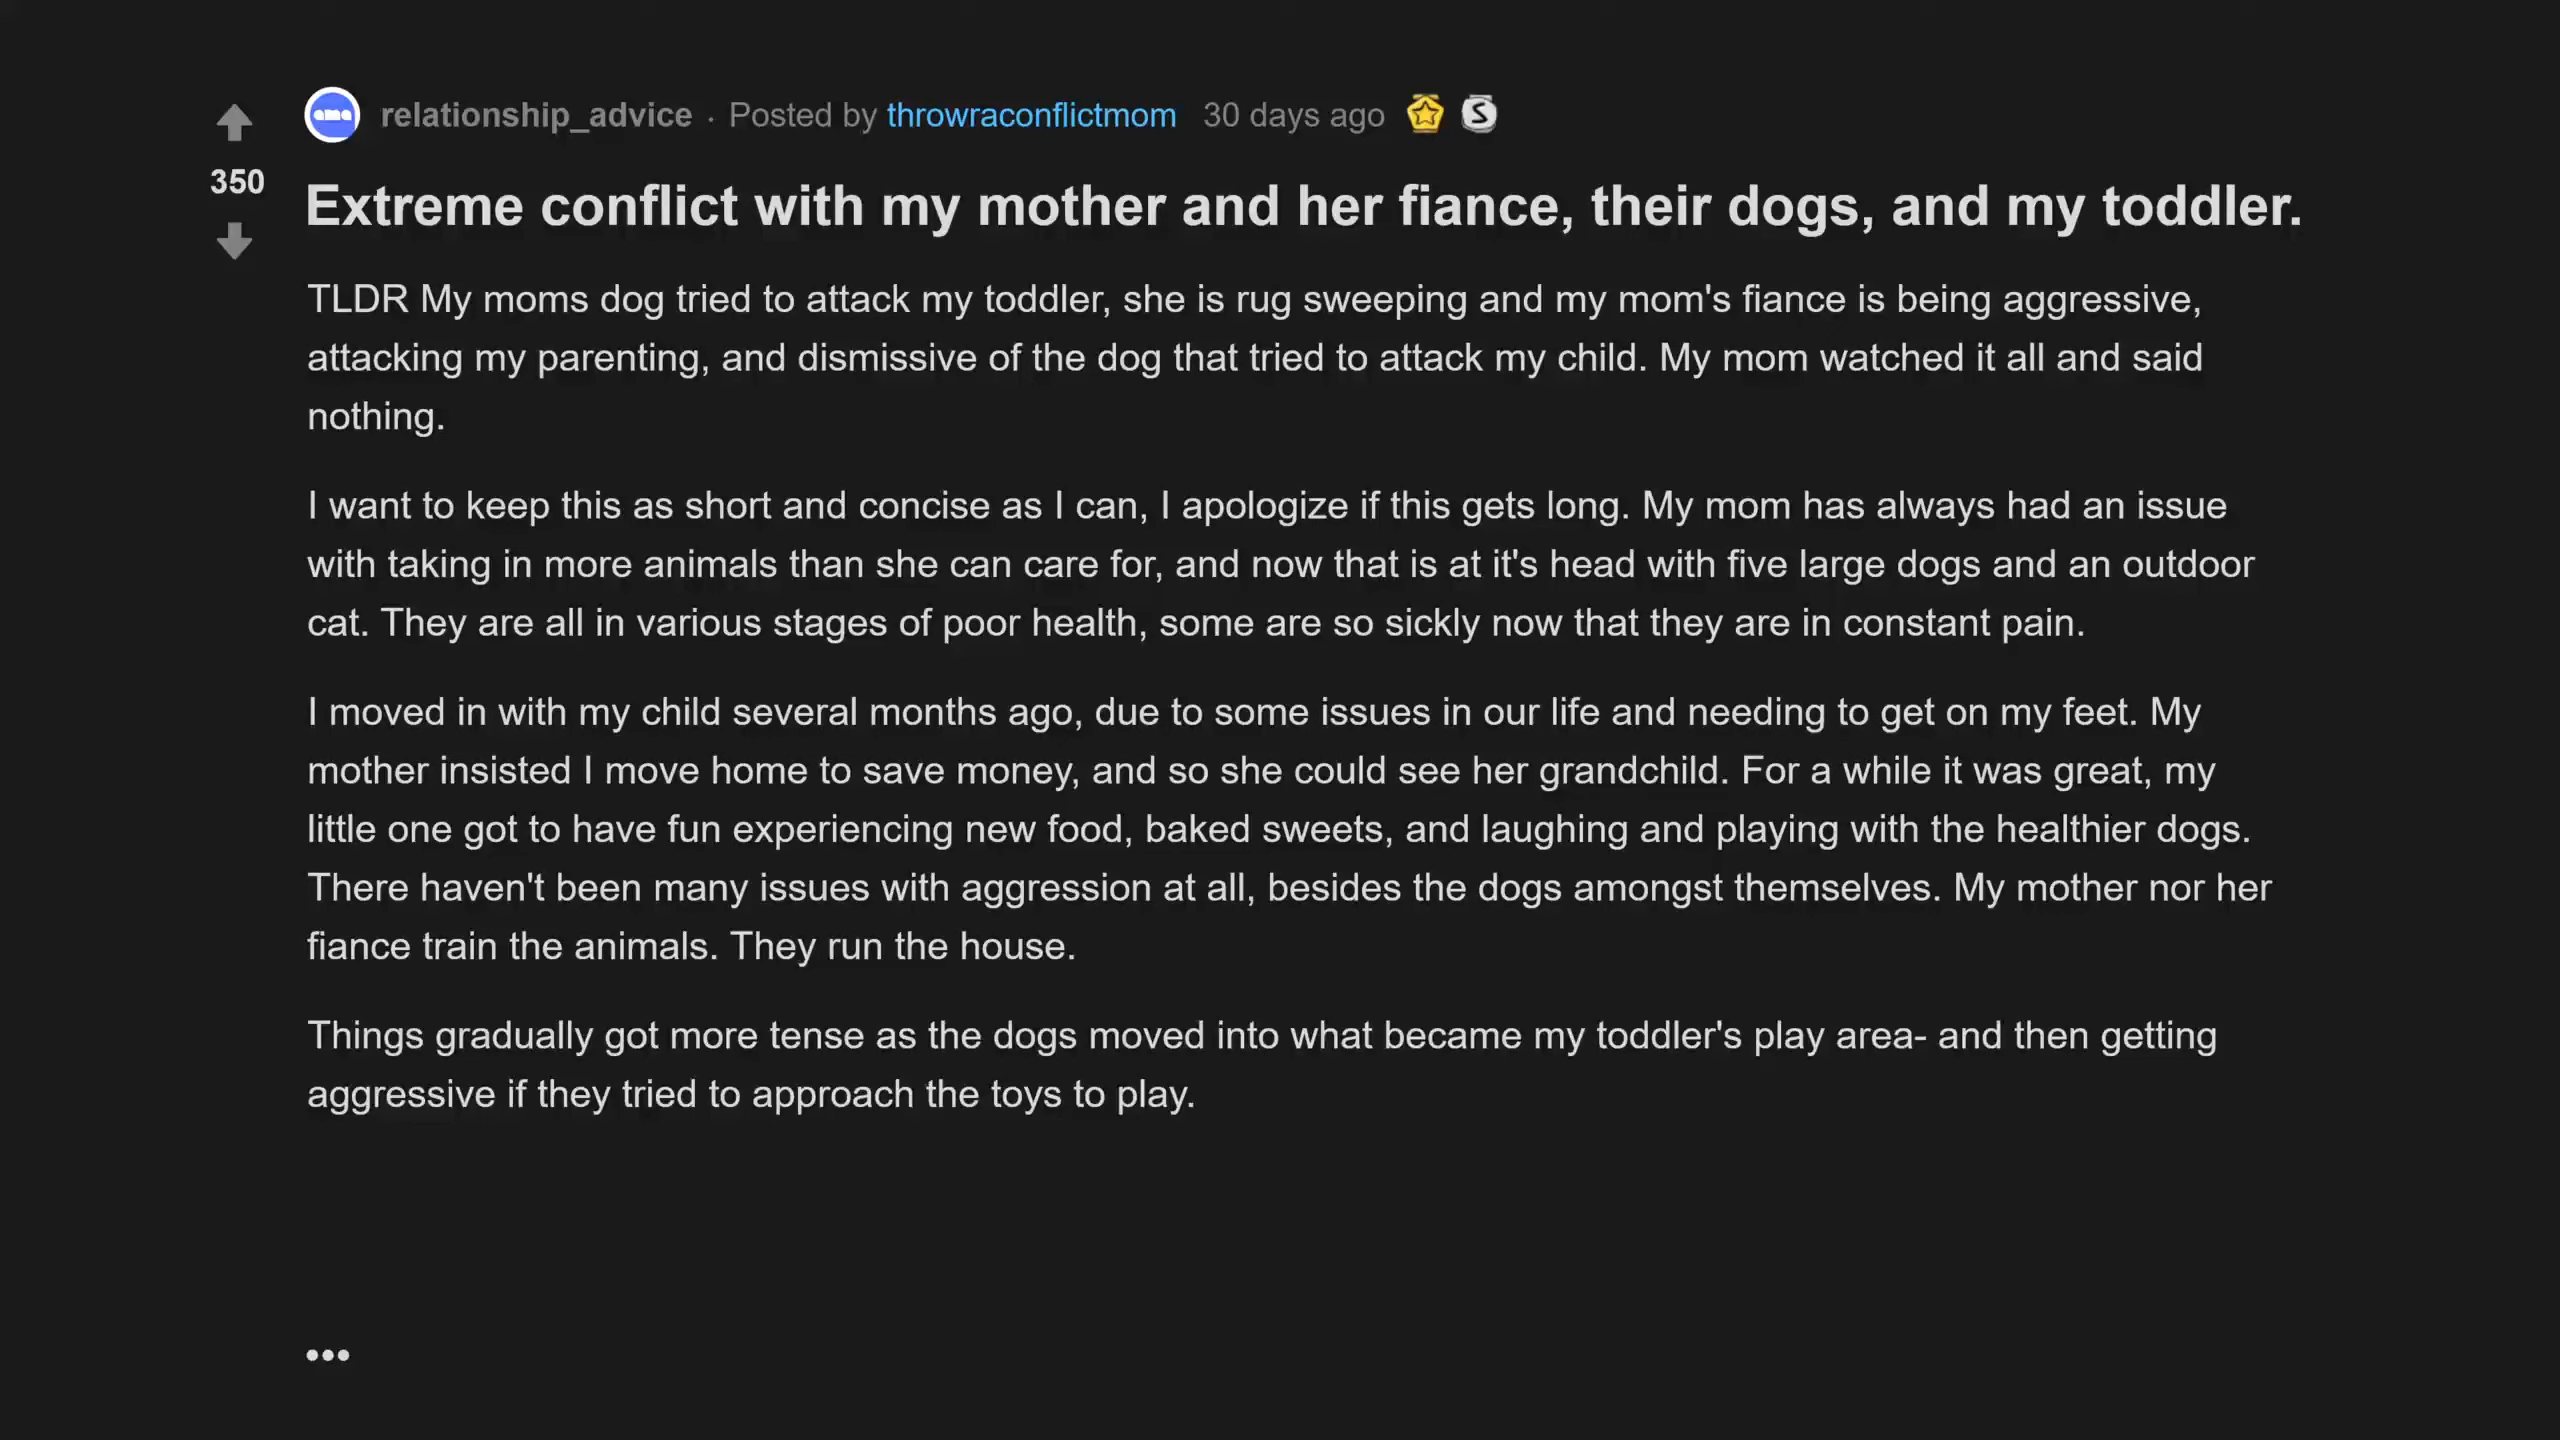 relationship_advice · Posted by throwraconflictmom 30 days ago
350
Extreme conflict with my mother and her fiance, their dogs, and my toddler.
TLDR My moms dog tried to attack my toddler, she is rug sweeping and my mom's fiance is being aggressive,
attacking my parenting, and dismissive of the dog that tried to attack my child. My mom watched it all and said
nothing.
I want to keep this as short and concise as I can, I apologize if this gets long. My mom has always had an issue
with taking in more animals than she can care for, and now that is at it's head with five large dogs and an outdoor
cat. They are all in various stages of poor health, some are so sickly now that they are in constant pain.
I moved in with my child several months ago, due to some issues in our life and needing to get on my feet. My
mother insisted I move home to save money, and so she could see her grandchild. For a while it was great, my
little one got to have fun experiencing new food, baked sweets, and laughing and playing with the healthier dogs.
There haven't been many issues with aggression at all, besides the dogs amongst themselves. My mother nor her
fiance train the animals. They run the house.
Things gradually got more tense as the dogs moved into what became my toddler's play area- and then getting
aggressive if they tried to approach the toys to play.
•••